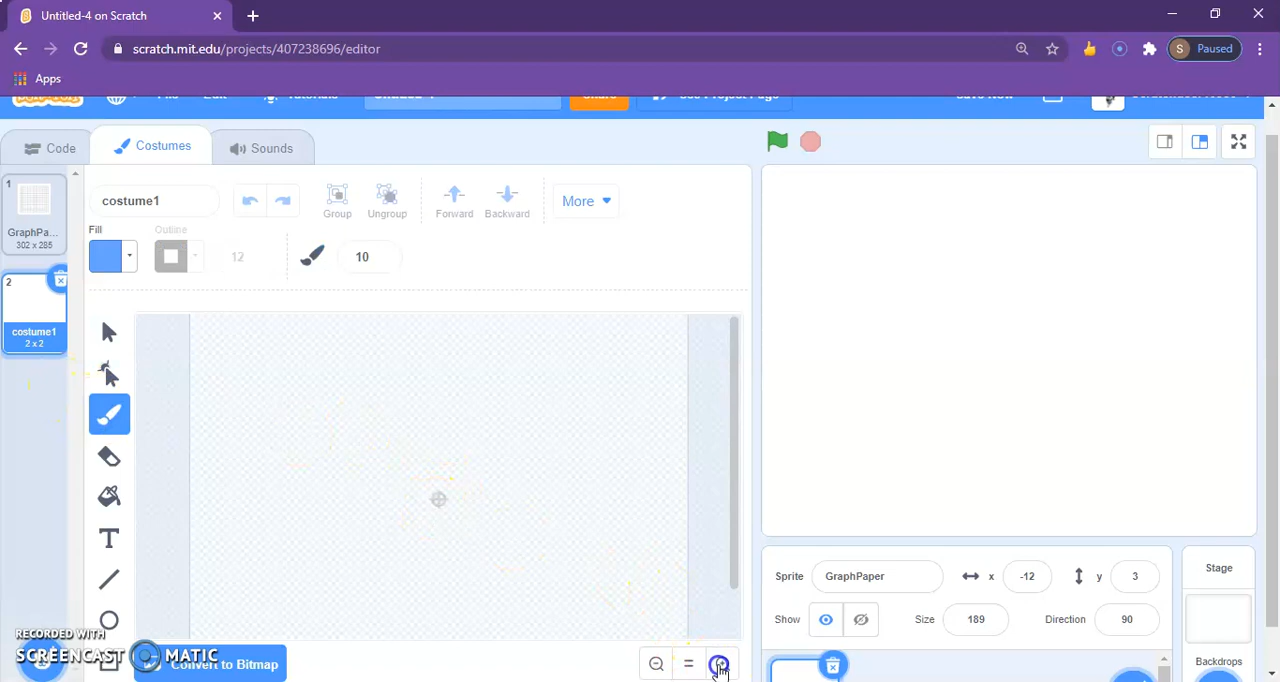 Untitled-4 on Scratch
scratch.mit.edu/projects/407238696/editor
S Paused
Apps
Code
Costumes
Sounds
1
GraphPa...
302 x 285
2
costume1
2 x 2
costume1
Group
Ungroup
Forward
Backward
More
Fill
Outline
12
10
T
Convert to Bitmap
RECORDED WITH
SCREENCAST MATIC
Sprite
GraphPaper
x
-12
y
3
Show
Size
189
Direction
90
Stage
Backdrops